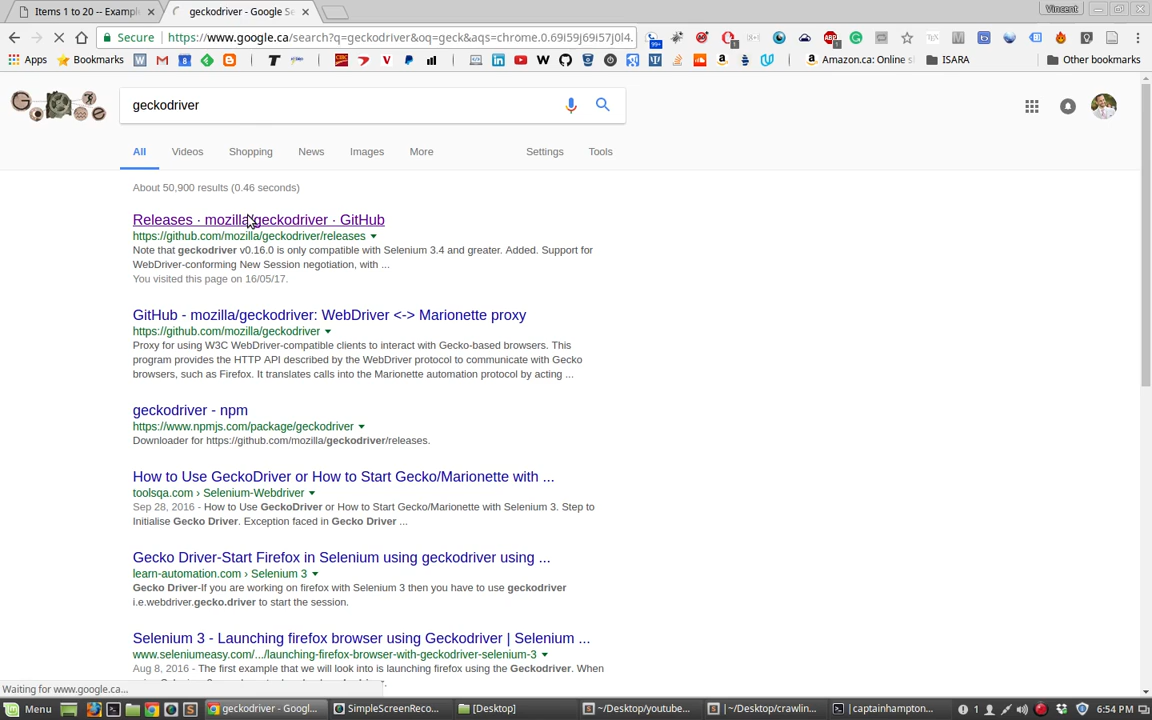 Items 1 to 20 -- Exampl
geckodriver - Google Se
Vincent
Secure
https://www.google.ca/search?q=geckodriver&oq=geck&aqs=chrome.0.69i59j69i57j0l4.
Apps
Bookmarks
Amazon.ca: Online s
ISARA
Other bookmarks
geckodriver
All
Videos
Shopping
News
Images
More
Settings
Tools
About 50,900 results (0.46 seconds)
Releases · mozilla/geckodriver · GitHub
https://github.com/mozilla/geckodriver/releases
Note that geckodriver v0.16.0 is only compatible with Selenium 3.4 and greater. Added. Support for
WebDriver-conforming New Session negotiation, with ...
You visited this page on 16/05/17.
GitHub - mozilla/geckodriver: WebDriver <-> Marionette proxy
https://github.com/mozilla/geckodriver
Proxy for using W3C WebDriver-compatible clients to interact with Gecko-based browsers. This
program provides the HTTP API described by the WebDriver protocol to communicate with Gecko
browsers, such as Firefox. It translates calls into the Marionette automation protocol by acting ...
geckodriver - npm
https://www.npmjs.com/package/geckodriver
Downloader for https://github.com/mozilla/geckodriver/releases.
How to Use GeckoDriver or How to Start Gecko/Marionette with ...
toolsqa.com › Selenium-Webdriver
Sep 28, 2016 - How to Use GeckoDriver or How to Start Gecko/Marionette with Selenium 3. Step to
Initialise Gecko Driver. Exception faced in Gecko Driver ...
Gecko Driver-Start Firefox in Selenium using geckodriver using ...
learn-automation.com › Selenium 3
Gecko Driver-If you are working on firefox with Selenium 3 then you have to use geckodriver
i.e.webdriver.gecko.driver to start the session.
Selenium 3 - Launching firefox browser using Geckodriver | Selenium ...
www.seleniumeasy.com/.../launching-firefox-browser-with-geckodriver-selenium-3
Aug 8, 2016 - The first example that we will look into is launching firefox using the Geckodriver. When
Waiting for www.google.ca...
Menu
geckodriver - Googl...
SimpleScreenReco...
[Desktop]
~/Desktop/youtube...
~/Desktop/crawlin...
captainhampton...
1
6:54 PM